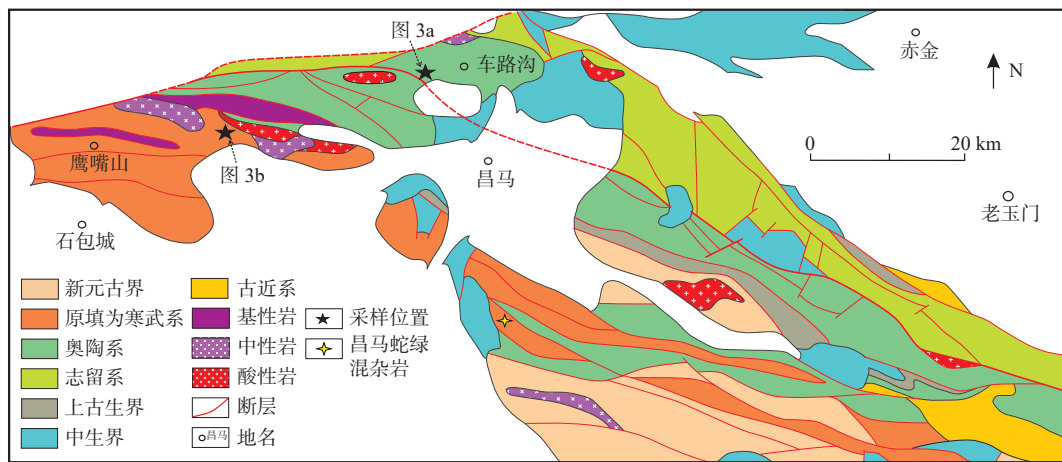 图 3a
赤金
车路沟
N
鹰嘴山
0 20 km
昌马
图 3b
老玉门
石包城
新元古界
原填为寒武系
奥陶系
志留系
上古生界
中生界
古近系
基性岩
中性岩
酸性岩
断层
昌马
地名
采样位置
昌马蛇绿
混杂岩